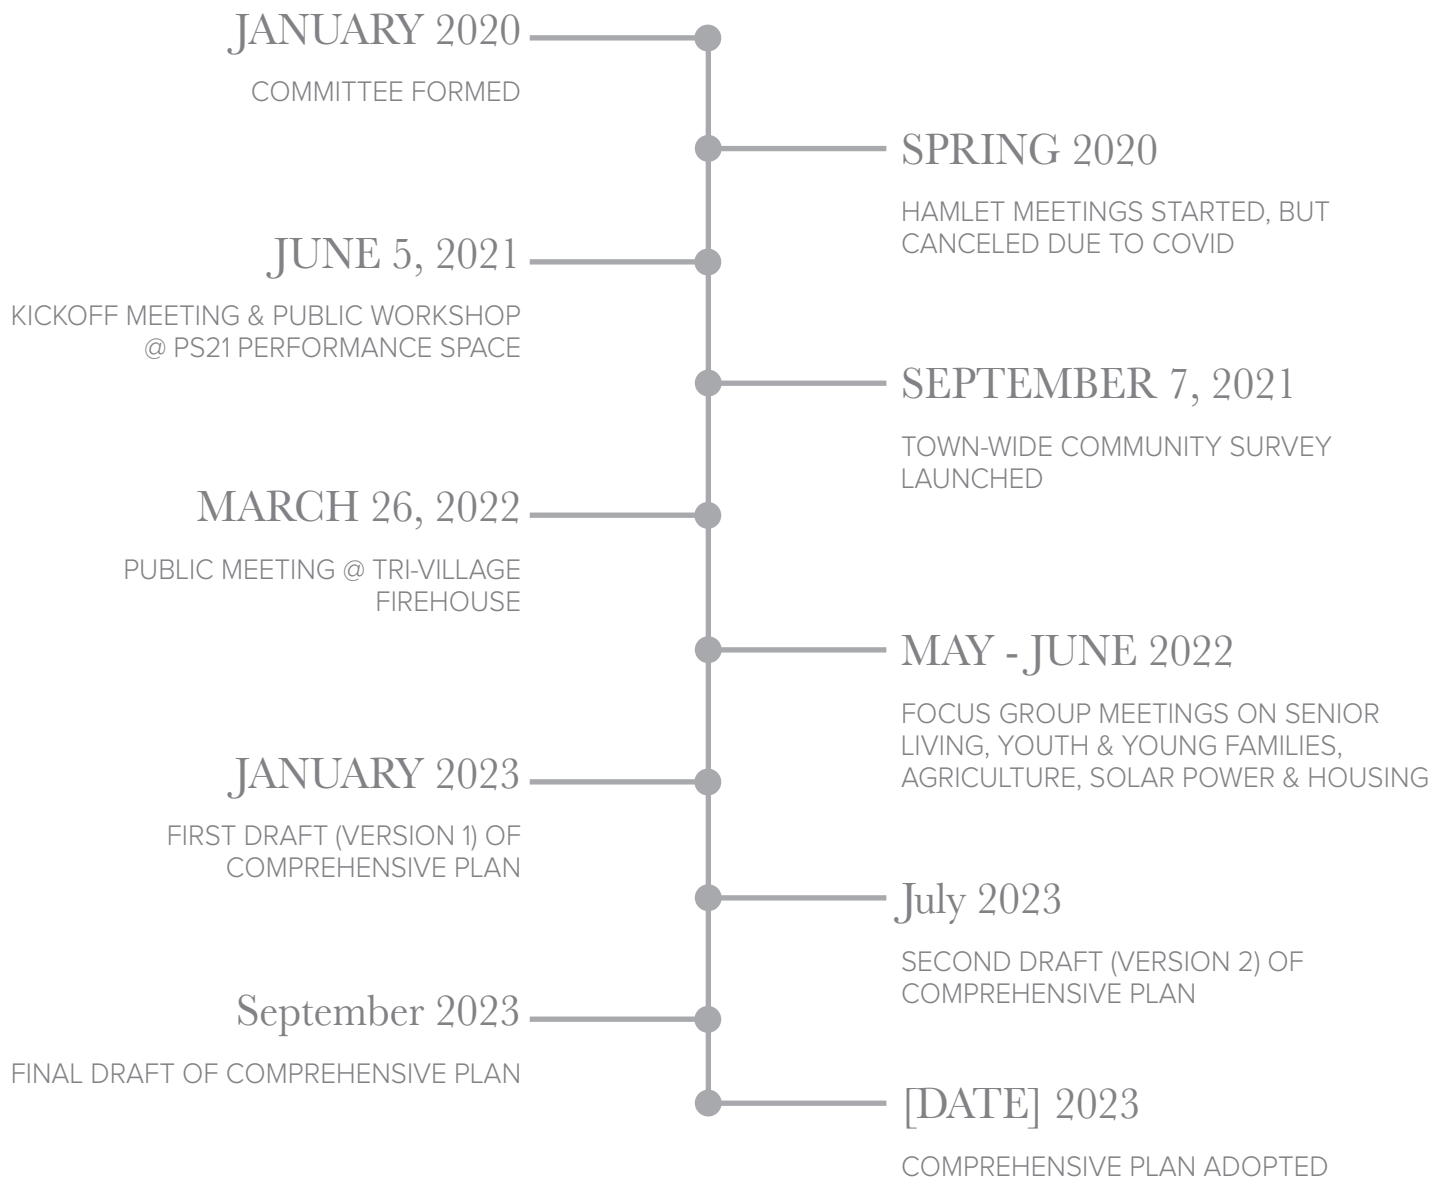 JANUARY 2020
COMMITTEE FORMED
SPRING 2020
HAMLET MEETINGS STARTED, BUT
CANCELED DUE TO COVID
JUNE 5, 2021
KICKOFF MEETING & PUBLIC WORKSHOP
@ PS21 PERFORMANCE SPACE
SEPTEMBER 7, 2021
TOWN-WIDE COMMUNITY SURVEY
LAUNCHED
MARCH 26, 2022
PUBLIC MEETING @ TRI-VILLAGE
FIREHOUSE
MAY - JUNE 2022
FOCUS GROUP MEETINGS ON SENIOR
LIVING, YOUTH & YOUNG FAMILIES,
AGRICULTURE, SOLAR POWER & HOUSING
JANUARY 2023
FIRST DRAFT (VERSION 1) OF
COMPREHENSIVE PLAN
July 2023
SECOND DRAFT (VERSION 2) OF
COMPREHENSIVE PLAN
September 2023
FINAL DRAFT OF COMPREHENSIVE PLAN
[DATE] 2023
COMPREHENSIVE PLAN ADOPTED